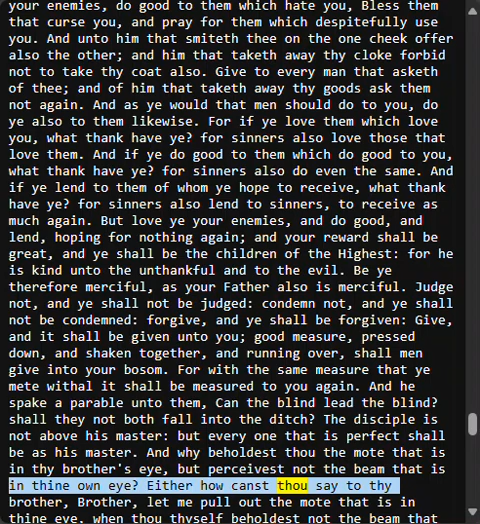 your enemies, do good to them which hate you, Bless them
that curse you, and pray for them which despitefully use
you. And unto him that smiteth thee on the one cheek offer
also the other; and him that taketh away thy cloke forbid
not to take thy coat also. Give to every man that asketh
of thee; and of him that taketh away thy goods ask them
not again. And as ye would that men should do to you, do
ye also to them likewise. For if ye love them which love
you, what thank have ye? for sinners also love those that
love them. And if ye do good to them which do good to you,
what thank have ye? for sinners also do even the same. And
if ye lend to them of whom ye hope to receive, what thank
have ye? for sinners also lend to sinners, to receive as
much again. But love ye your enemies, and do good, and
lend, hoping for nothing again; and your reward shall be
great, and ye shall be the children of the Highest: for he
is kind unto the unthankful and to the evil. Be ye
therefore merciful, as your Father also is merciful. Judge
not, and ye shall not be judged: condemn not, and ye shall
not be condemned: forgive, and ye shall be forgiven: Give,
and it shall be given unto you; good measure, pressed
down, and shaken together, and running over, shall men
give into your bosom. For with the same measure that ye
mete withal it shall be measured to you again. And he
spake a parable unto them, Can the blind lead the blind?
shall they not both fall into the ditch? The disciple is
not above his master: but every one that is perfect shall
be as his master. And why beholdest thou the mote that is
in thy brother's eye, but perceivest not the beam that is
in thine own eye? Either how canst thou say to thy
brother, Brother, let me pull out the mote that is in
thine eye, when thou thyself beholdest not the beam that